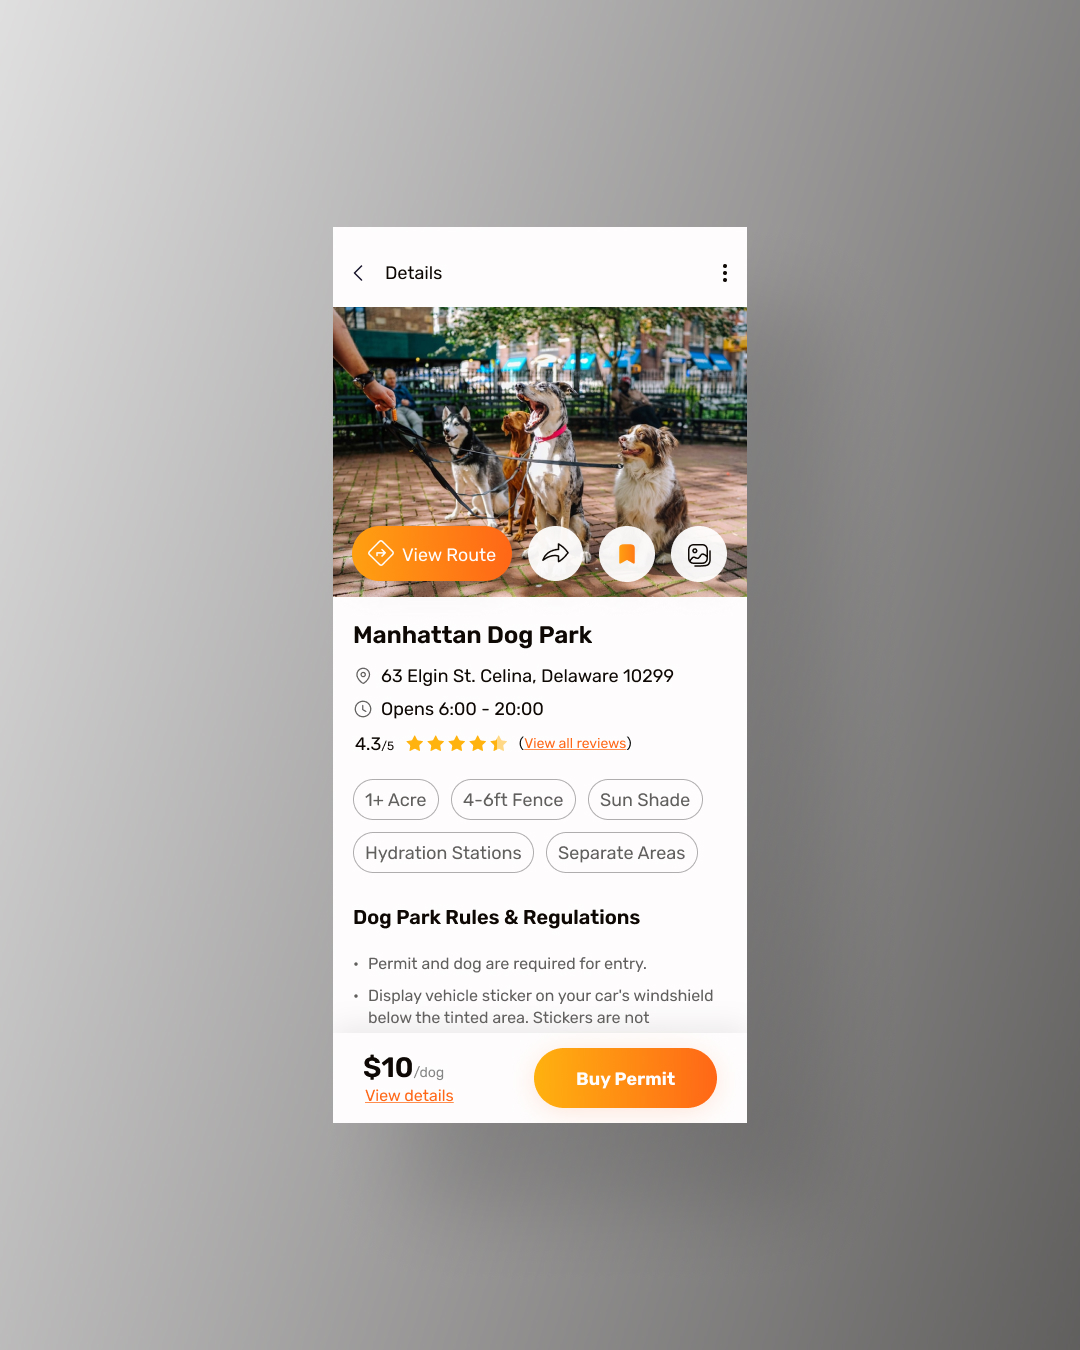 Details
View Route
Manhattan Dog Park
63 Elgin St. Celina, Delaware 10299
Opens 6:00 - 20:00
4.3/5 (View all reviews)
1+ Acre 4-6ft Fence Sun Shade
Hydration Stations Separate Areas
Dog Park Rules & Regulations
• Permit and dog are required for entry.
• Display vehicle sticker on your car's windshield
below the tinted area. Stickers are not
$10/dog
View details
Buy Permit